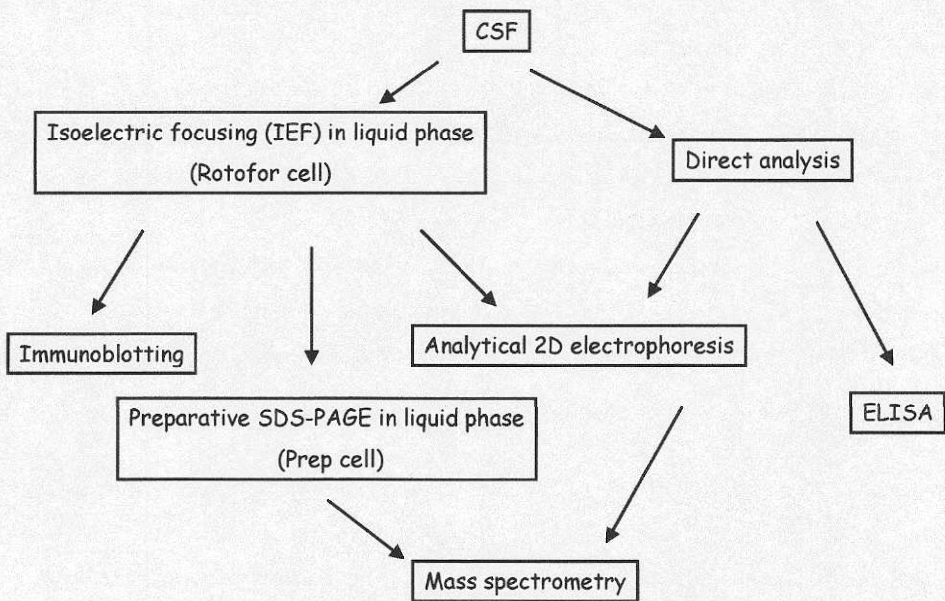 CSF
Isoelectric focusing (IEF) in liquid phase
(Rotofor cell)
Direct analysis
Immunoblotting
Analytical 2D electrophoresis
Preparative SDS-PAGE in liquid phase
(Prep cell)
ELISA
Mass spectrometry